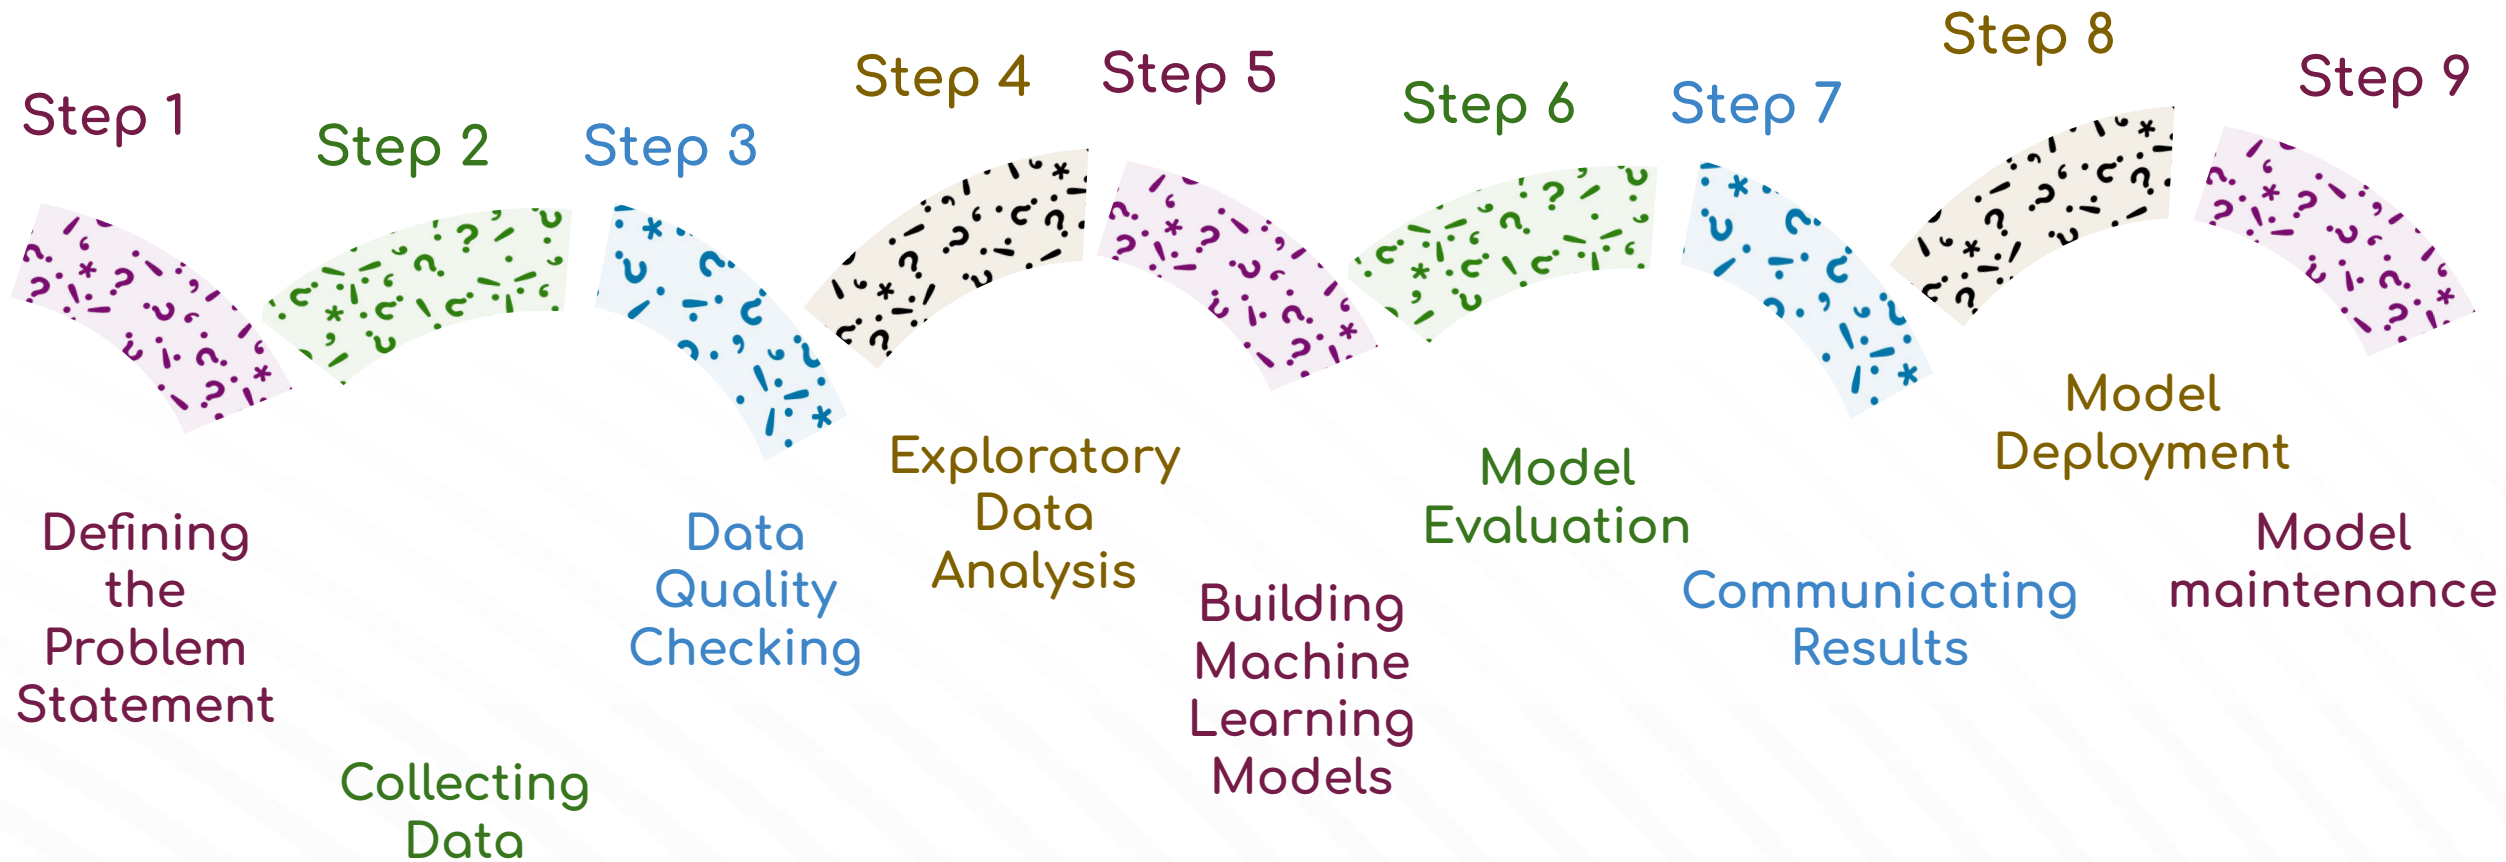 Step 1
Step 2
Step 3
Step 4
Step 5
Step 6
Step 7
Step 8
Step 9
Defining
the
Problem
Statement
Collecting
Data
Data
Quality
Checking
Exploratory
Data
Analysis
Building
Machine
Learning
Models
Model
Evaluation
Communicating
Results
Model
Deployment
Model
maintenance